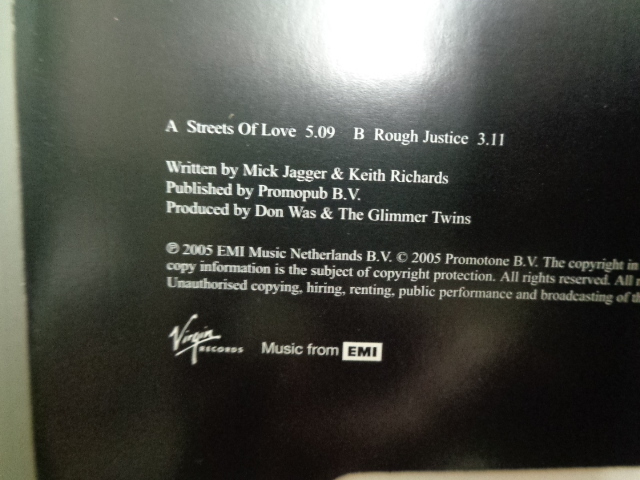 A Streets Of Love 5.09 B Rough Justice 3.11
Written by Mick Jagger & Keith Richards
Published by Promopub B.V.
Produced by Don Was & The Glimmer Twins
℗ 2005 EMI Music Netherlands B.V. © 2005 Promotone B.V. The copyright in
copy information is the subject of copyright protection. All rights reserved. All
Unauthorised copying, hiring, renting, public performance and broadcasting of
Virgin
RECORDS
Music from EMI